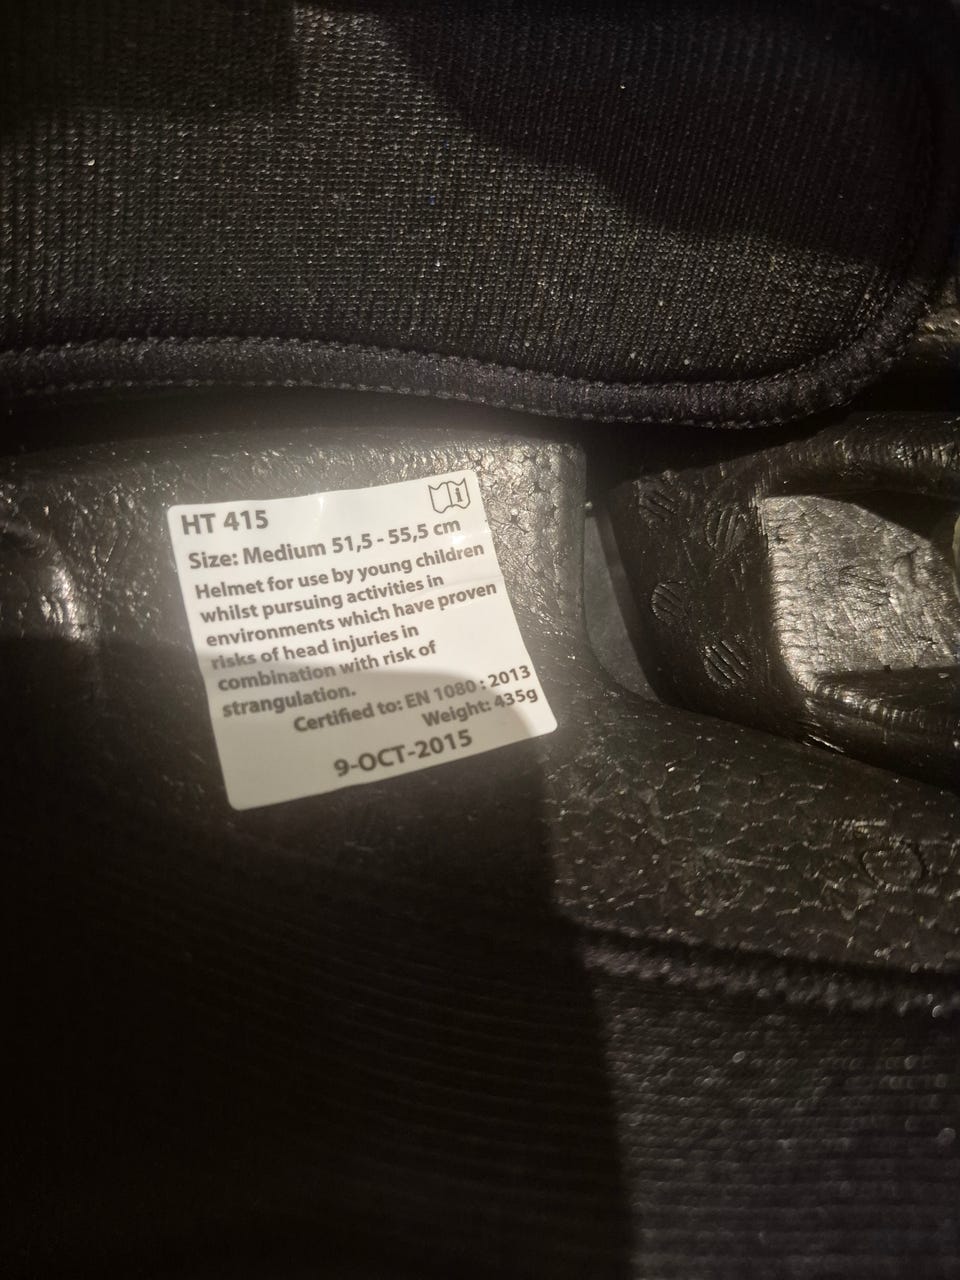 HT 415
Size: Medium 51,5 - 55,5 cm
Helmet for use by young children
whilst pursuing activities in
environments which have proven
risks of head injuries in
combination with risk of
strangulation.
Certified to: EN 1080 : 2013
Weight: 435g
9-OCT-2015